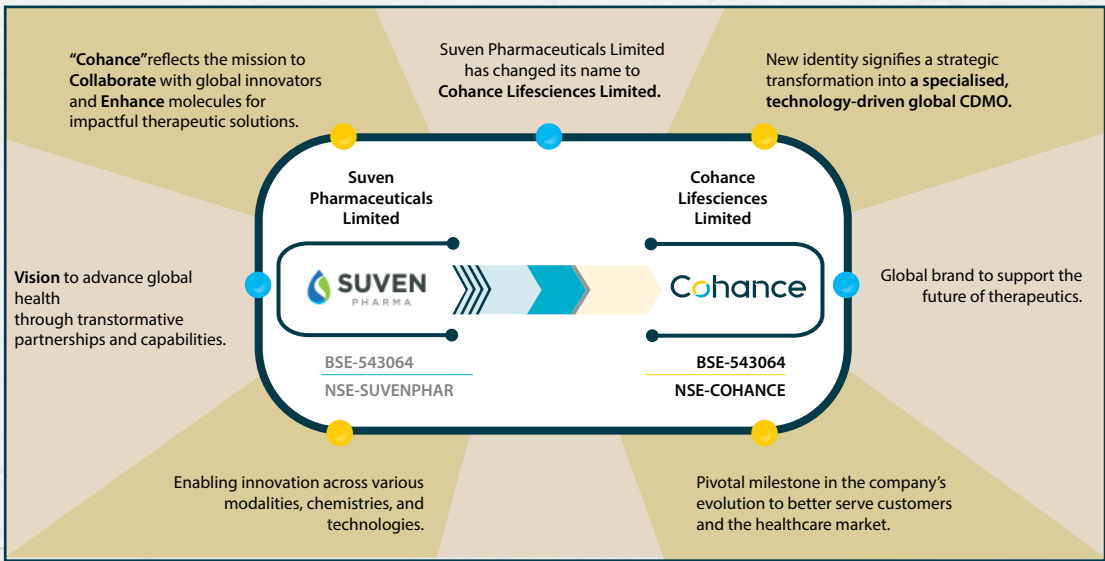 “Cohance”reflects the mission to
Collaborate with global innovators
and Enhance molecules for
impactful therapeutic solutions.
Suven Pharmaceuticals Limited
has changed its name to
Cohance Lifesciences Limited.
New identity signifies a strategic
transformation into a specialised,
technology-driven global CDMO.
Suven
Pharmaceuticals
Limited
Cohance
Lifesciences
Limited
Vision to advance global
health
through transtormative
partnerships and capabilities.
SUVEN
PHARMA
Cohance
Global brand to support the
future of therapeutics.
BSE-543064
NSE-SUVENPHAR
BSE-543064
NSE-COHANCE
Enabling innovation across various
modalities, chemistries, and
technologies.
Pivotal milestone in the company’s
evolution to better serve customers
and the healthcare market.